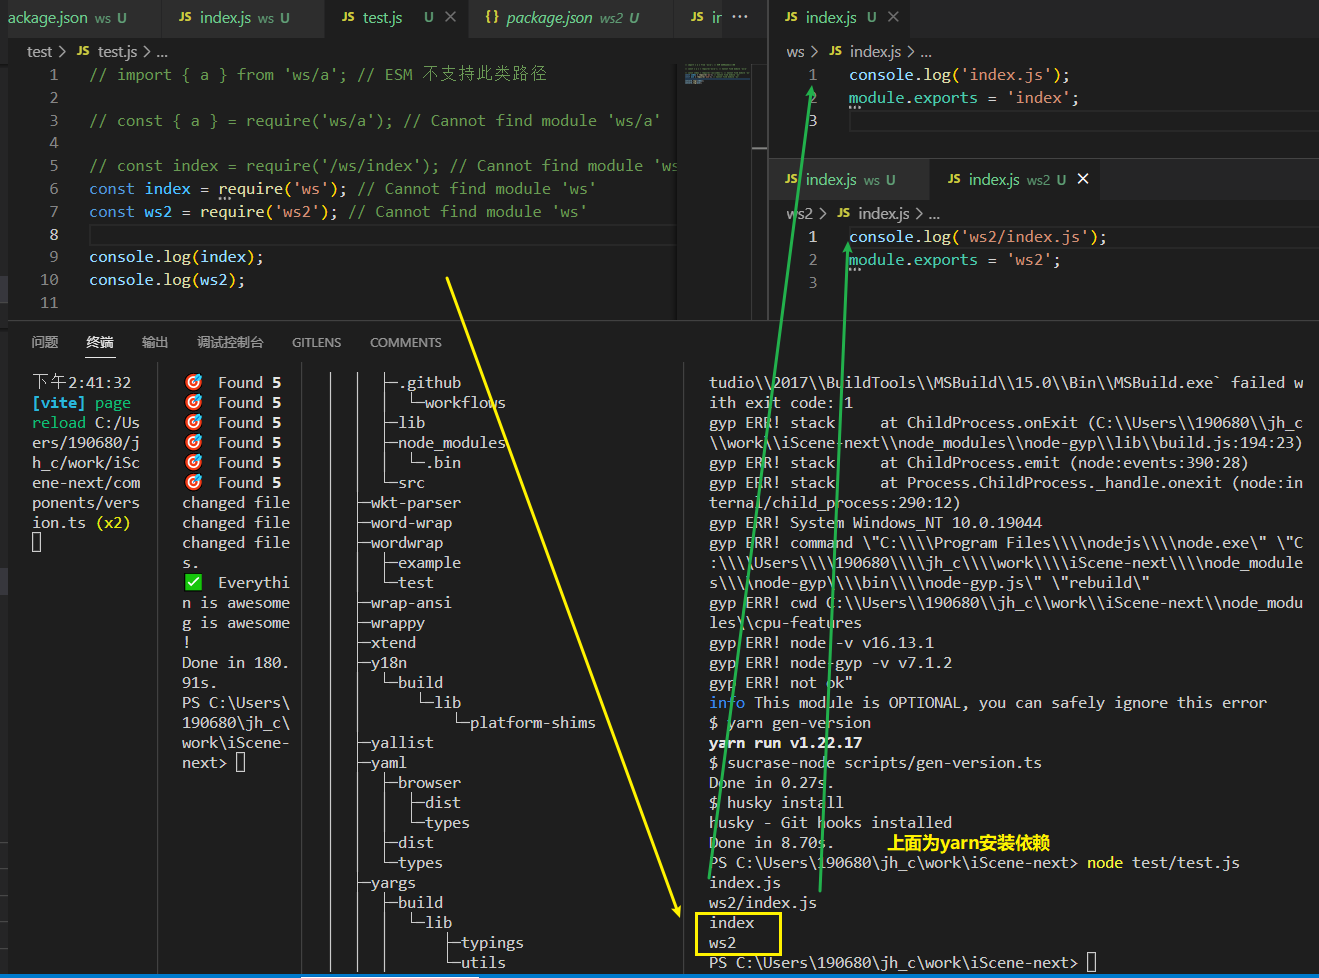 ackage.json ws U
JS index.js ws U
JS test.js U
{} package.json ws2 U
JS ir ...
test > JS test.js > ...
1 // import { a } from 'ws/a'; // ESM 不支持此类路径
2
3 // const { a } = require('ws/a'); // Cannot find module 'ws/a'
4
5 // const index = require('/ws/index'); // Cannot find module 'ws
6 const index = require('ws'); // Cannot find module 'ws'
7 const ws2 = require('ws2'); // Cannot find module 'ws'
8
9 console.log(index);
10 console.log(ws2);
11
JS index.js U
ws > JS index.js > ...
1 console.log('index.js');
2 module.exports = 'index';
3
JS index.js ws U
JS index.js ws2 U
ws2 > JS index.js > ...
1 console.log('ws2/index.js');
2 module.exports = 'ws2';
3
问题 终端 输出 调试控制台 GITLENS COMMENTS
下午2:41:32
[vite] page
reload C:/Us
ers/190680/j
h_c/work/iSc
ene-next/com
ponents/vers
ion.ts (x2)
Found 5
Found 5
Found 5
Found 5
Found 5
Found 5
changed file
changed file
changed file
s.
Everythi
n is awesome
g is awesome
!
Done in 180.
91s.
PS C:\Users\
190680\jh_c\
work\iScene-
next>
.github
workflows
lib
node_modules
.bin
src
wkt-parser
word-wrap
wordwrap
example
test
wrap-ansi
wrappy
xtend
y18n
build
lib
platform-shims
yallist
yaml
browser
dist
types
dist
types
yargs
build
lib
typings
utils
tudio\\2017\\BuildTools\\MSBuild\\15.0\\Bin\\MSBuild.exe` failed w
ith exit code: 1
gyp ERR! stack     at ChildProcess.onExit (C:\\Users\\190680\\jh_c
\\work\\iScene-next\\node_modules\\node-gyp\\lib\\build.js:194:23)
gyp ERR! stack     at ChildProcess.emit (node:events:390:28)
gyp ERR! stack     at Process.ChildProcess._handle.onexit (node:in
ternal/child_process:290:12)
gyp ERR! System Windows_NT 10.0.19044
gyp ERR! command \"C:\\\\Program Files\\\\nodejs\\\\node.exe\" \"C
:\\\\Users\\\\190680\\\\jh_c\\\\work\\\\iScene-next\\\\node_module
s\\\\node-gyp\\\\bin\\\\node-gyp.js\" \"rebuild\"
gyp ERR! cwd C:\\Users\\190680\\jh_c\\work\\iScene-next\\node_modu
les\\cpu-features
gyp ERR! node -v v16.13.1
gyp ERR! node-gyp -v v7.1.2
gyp ERR! not ok"
info This module is OPTIONAL, you can safely ignore this error
$ yarn gen-version
yarn run v1.22.17
$ sucrase-node scripts/gen-version.ts
Done in 0.27s.
$ husky install
husky - Git hooks installed
Done in 8.70s. 上面为yarn安装依赖
PS C:\Users\190680\jh_c\work\iScene-next> node test/test.js
index.js
ws2/index.js
index
ws2
PS C:\Users\190680\jh_c\work\iScene-next>